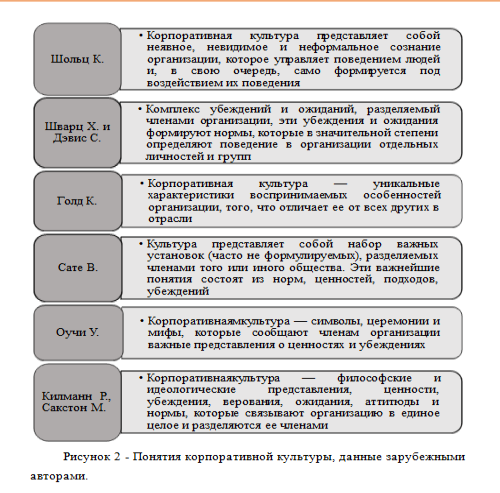 Шольц К.
• Корпоративная культура представляет собой
неявное, невидимое и неформальное сознание
организации, которое управляет поведением людей
и, в свою очередь, само формируется под
воздействием их поведения
Шварц Х. и
Дэвис С.
• Комплекс убеждений и ожиданий, разделяемый
членами организации, эти убеждения и ожидания
формируют нормы, которые в значительной степени
определяют поведение в организации отдельных
личностей и групп
Голд К.
• Корпоративная культура — уникальные
характеристики воспринимаемых особенностей
организации, того, что отличает ее от всех других в
отрасли
Сате В.
• Культура представляет собой набор важных
установок (часто не формулируемых), разделяемых
членами того или иного общества. Эти важнейшие
понятия состоят из норм, ценностей, подходов,
убеждений
Оучи У.
• Корпоративнаямкультура — символы, церемонии и
мифы, которые сообщают членам организации
важные представления о ценностях и убеждениях
Килманн Р.,
Сакстон М.
• Корпоративнаякультура — философские и
идеологические представления, ценности,
убеждения, верования, ожидания, аттитюды и
нормы, которые связывают организацию в единое
целое и разделяются ее членами
Рисунок 2 - Понятия корпоративной культуры, данные зарубежными
авторами.